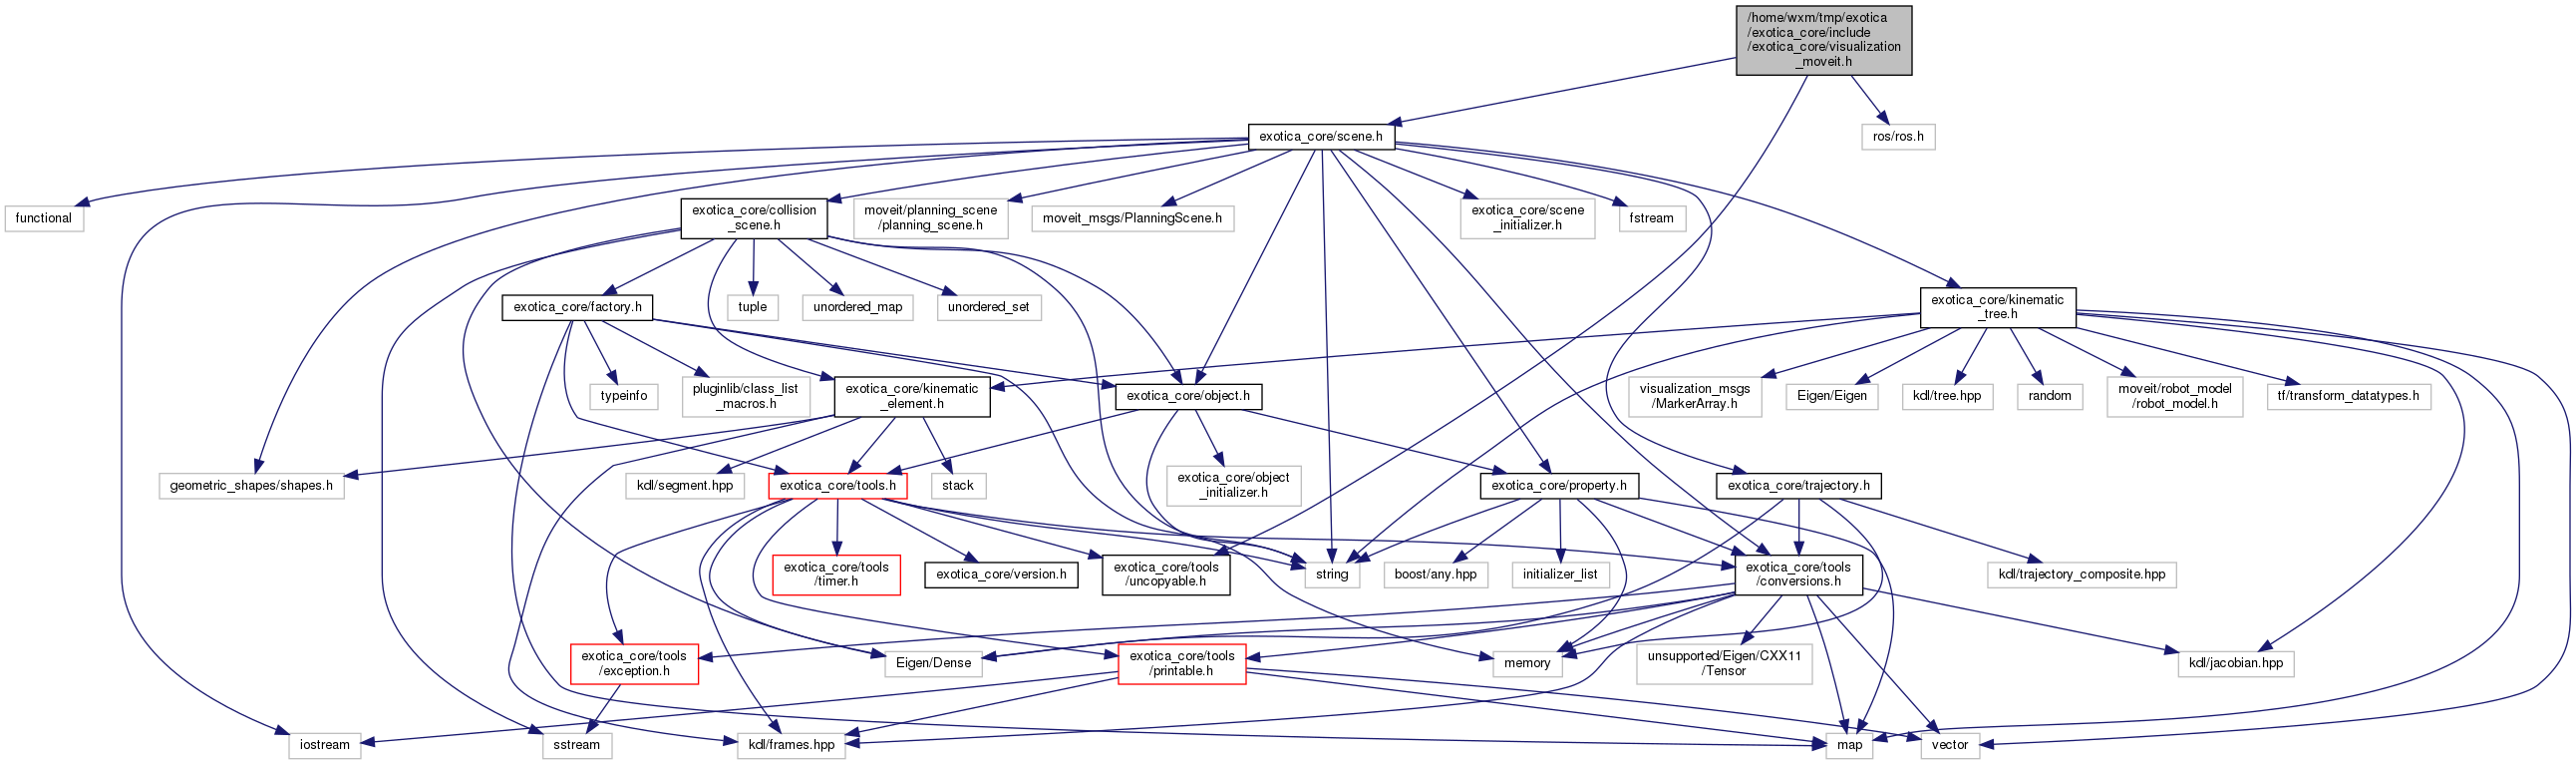 /home/wxm/tmp/exotica
/exotica_core/include
/exotica_core/visualization
_moveit.h
exotica_core/scene.h
ros/ros.h
functional
exotica_core/collision
_scene.h
moveit/planning_scene
/planning_scene.h
moveit_msgs/PlanningScene.h
exotica_core/scene
_initializer.h
fstream
exotica_core/factory.h
tuple
unordered_map
unordered_set
exotica_core/kinematic
_tree.h
typeinfo
pluginlib/class_list
_macros.h
exotica_core/kinematic
_element.h
exotica_core/object.h
visualization_msgs
/MarkerArray.h
Eigen/Eigen
kdl/tree.hpp
random
moveit/robot_model
/robot_model.h
tf/transform_datatypes.h
geometric_shapes/shapes.h
kdl/segment.hpp
exotica_core/tools.h
stack
exotica_core/object
_initializer.h
exotica_core/property.h
exotica_core/trajectory.h
exotica_core/tools
/timer.h
exotica_core/version.h
exotica_core/tools
/uncopyable.h
string
boost/any.hpp
initializer_list
exotica_core/tools
/conversions.h
kdl/trajectory_composite.hpp
exotica_core/tools
/exception.h
Eigen/Dense
exotica_core/tools
/printable.h
memory
unsupported/Eigen/CXX11
/Tensor
kdl/jacobian.hpp
iostream
sstream
kdl/frames.hpp
map
vector